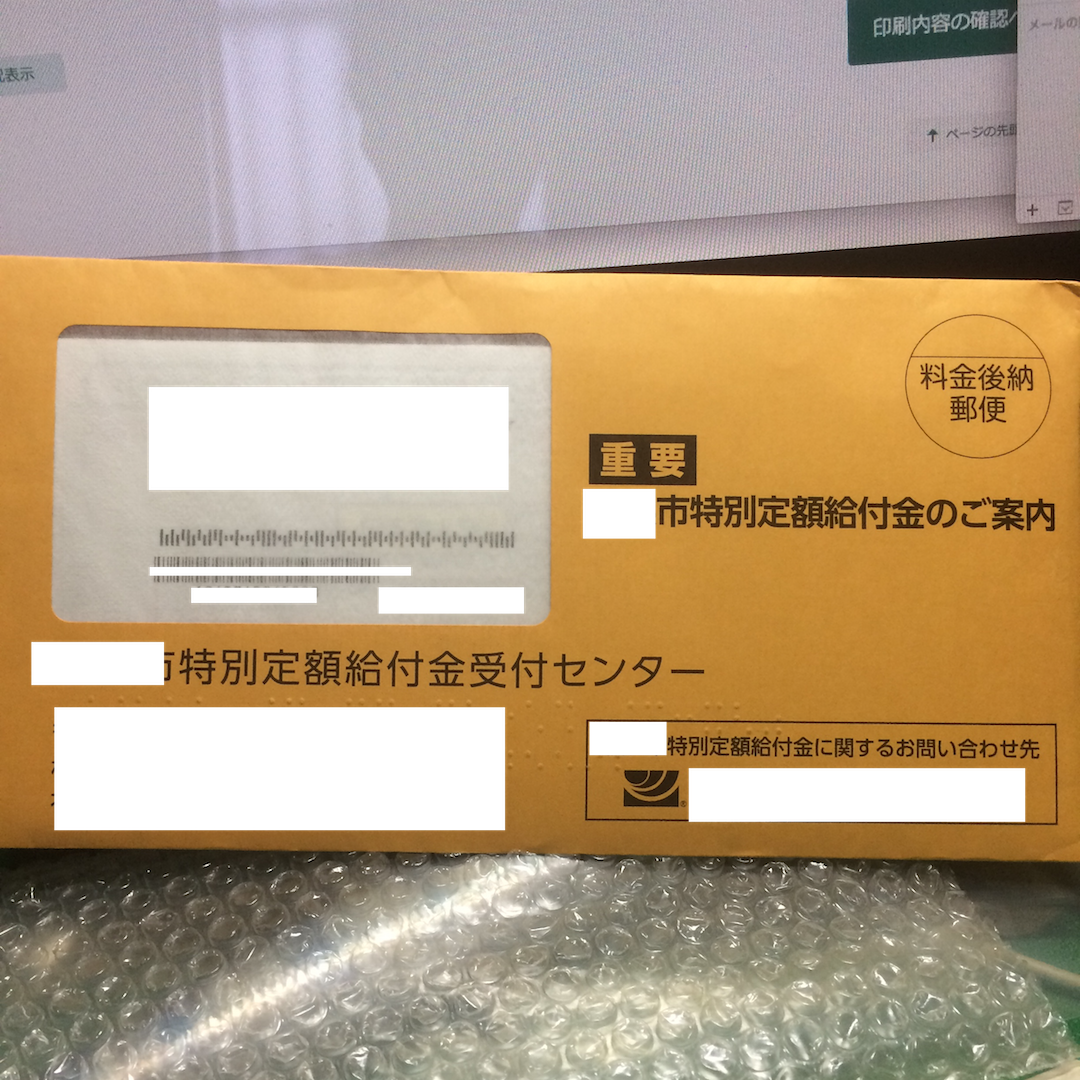 印刷内容の確認へ
メールの
表示
ページの先頭
料金後納
郵便
重要
市特別定額給付金のご案内
市特別定額給付金受付センター
特別定額給付金に関するお問い合わせ先